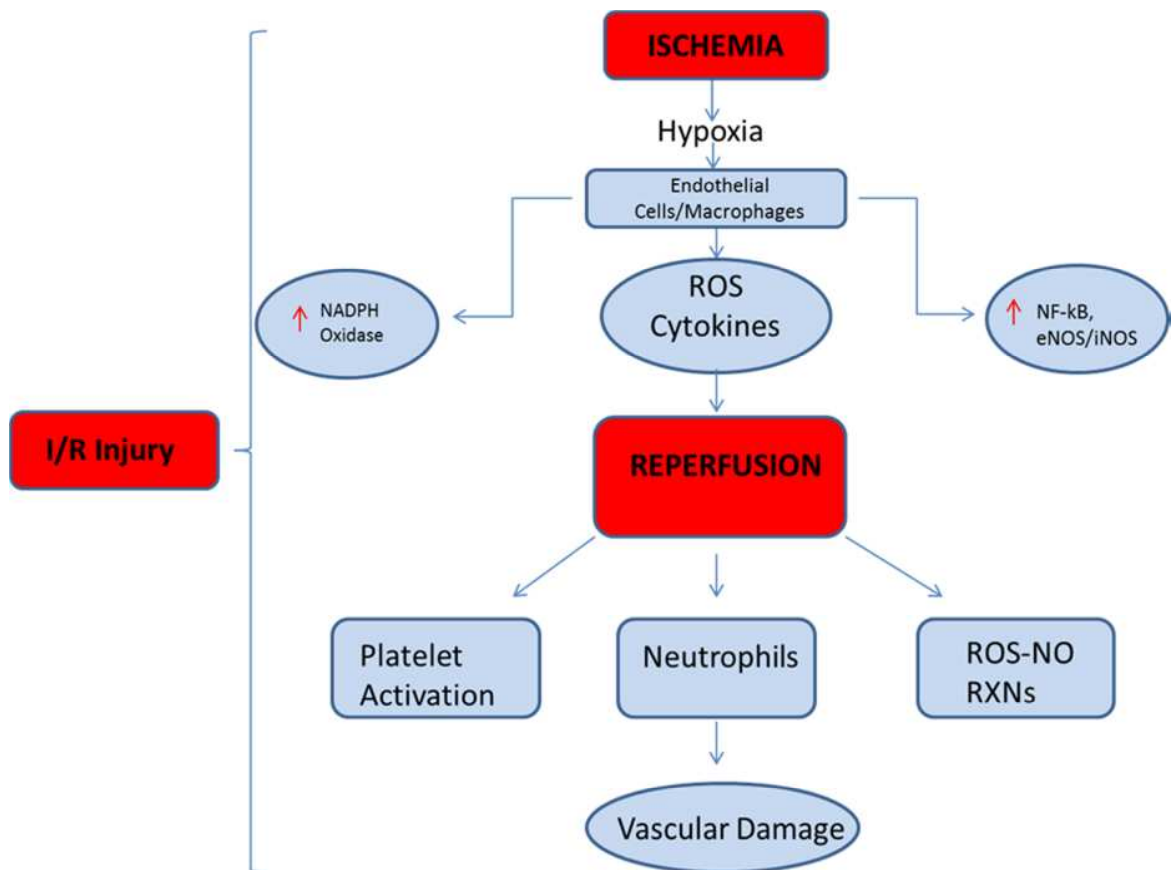 ISCHEMIA
Hypoxia
Endothelial
Cells/Macrophages
NADPH
Oxidase
ROS
Cytokines
NF-kB,
eNOS/iNOS
I/R Injury
REPERFUSION
Platelet
Activation
Neutrophils
ROS-NO
RXNs
Vascular Damage